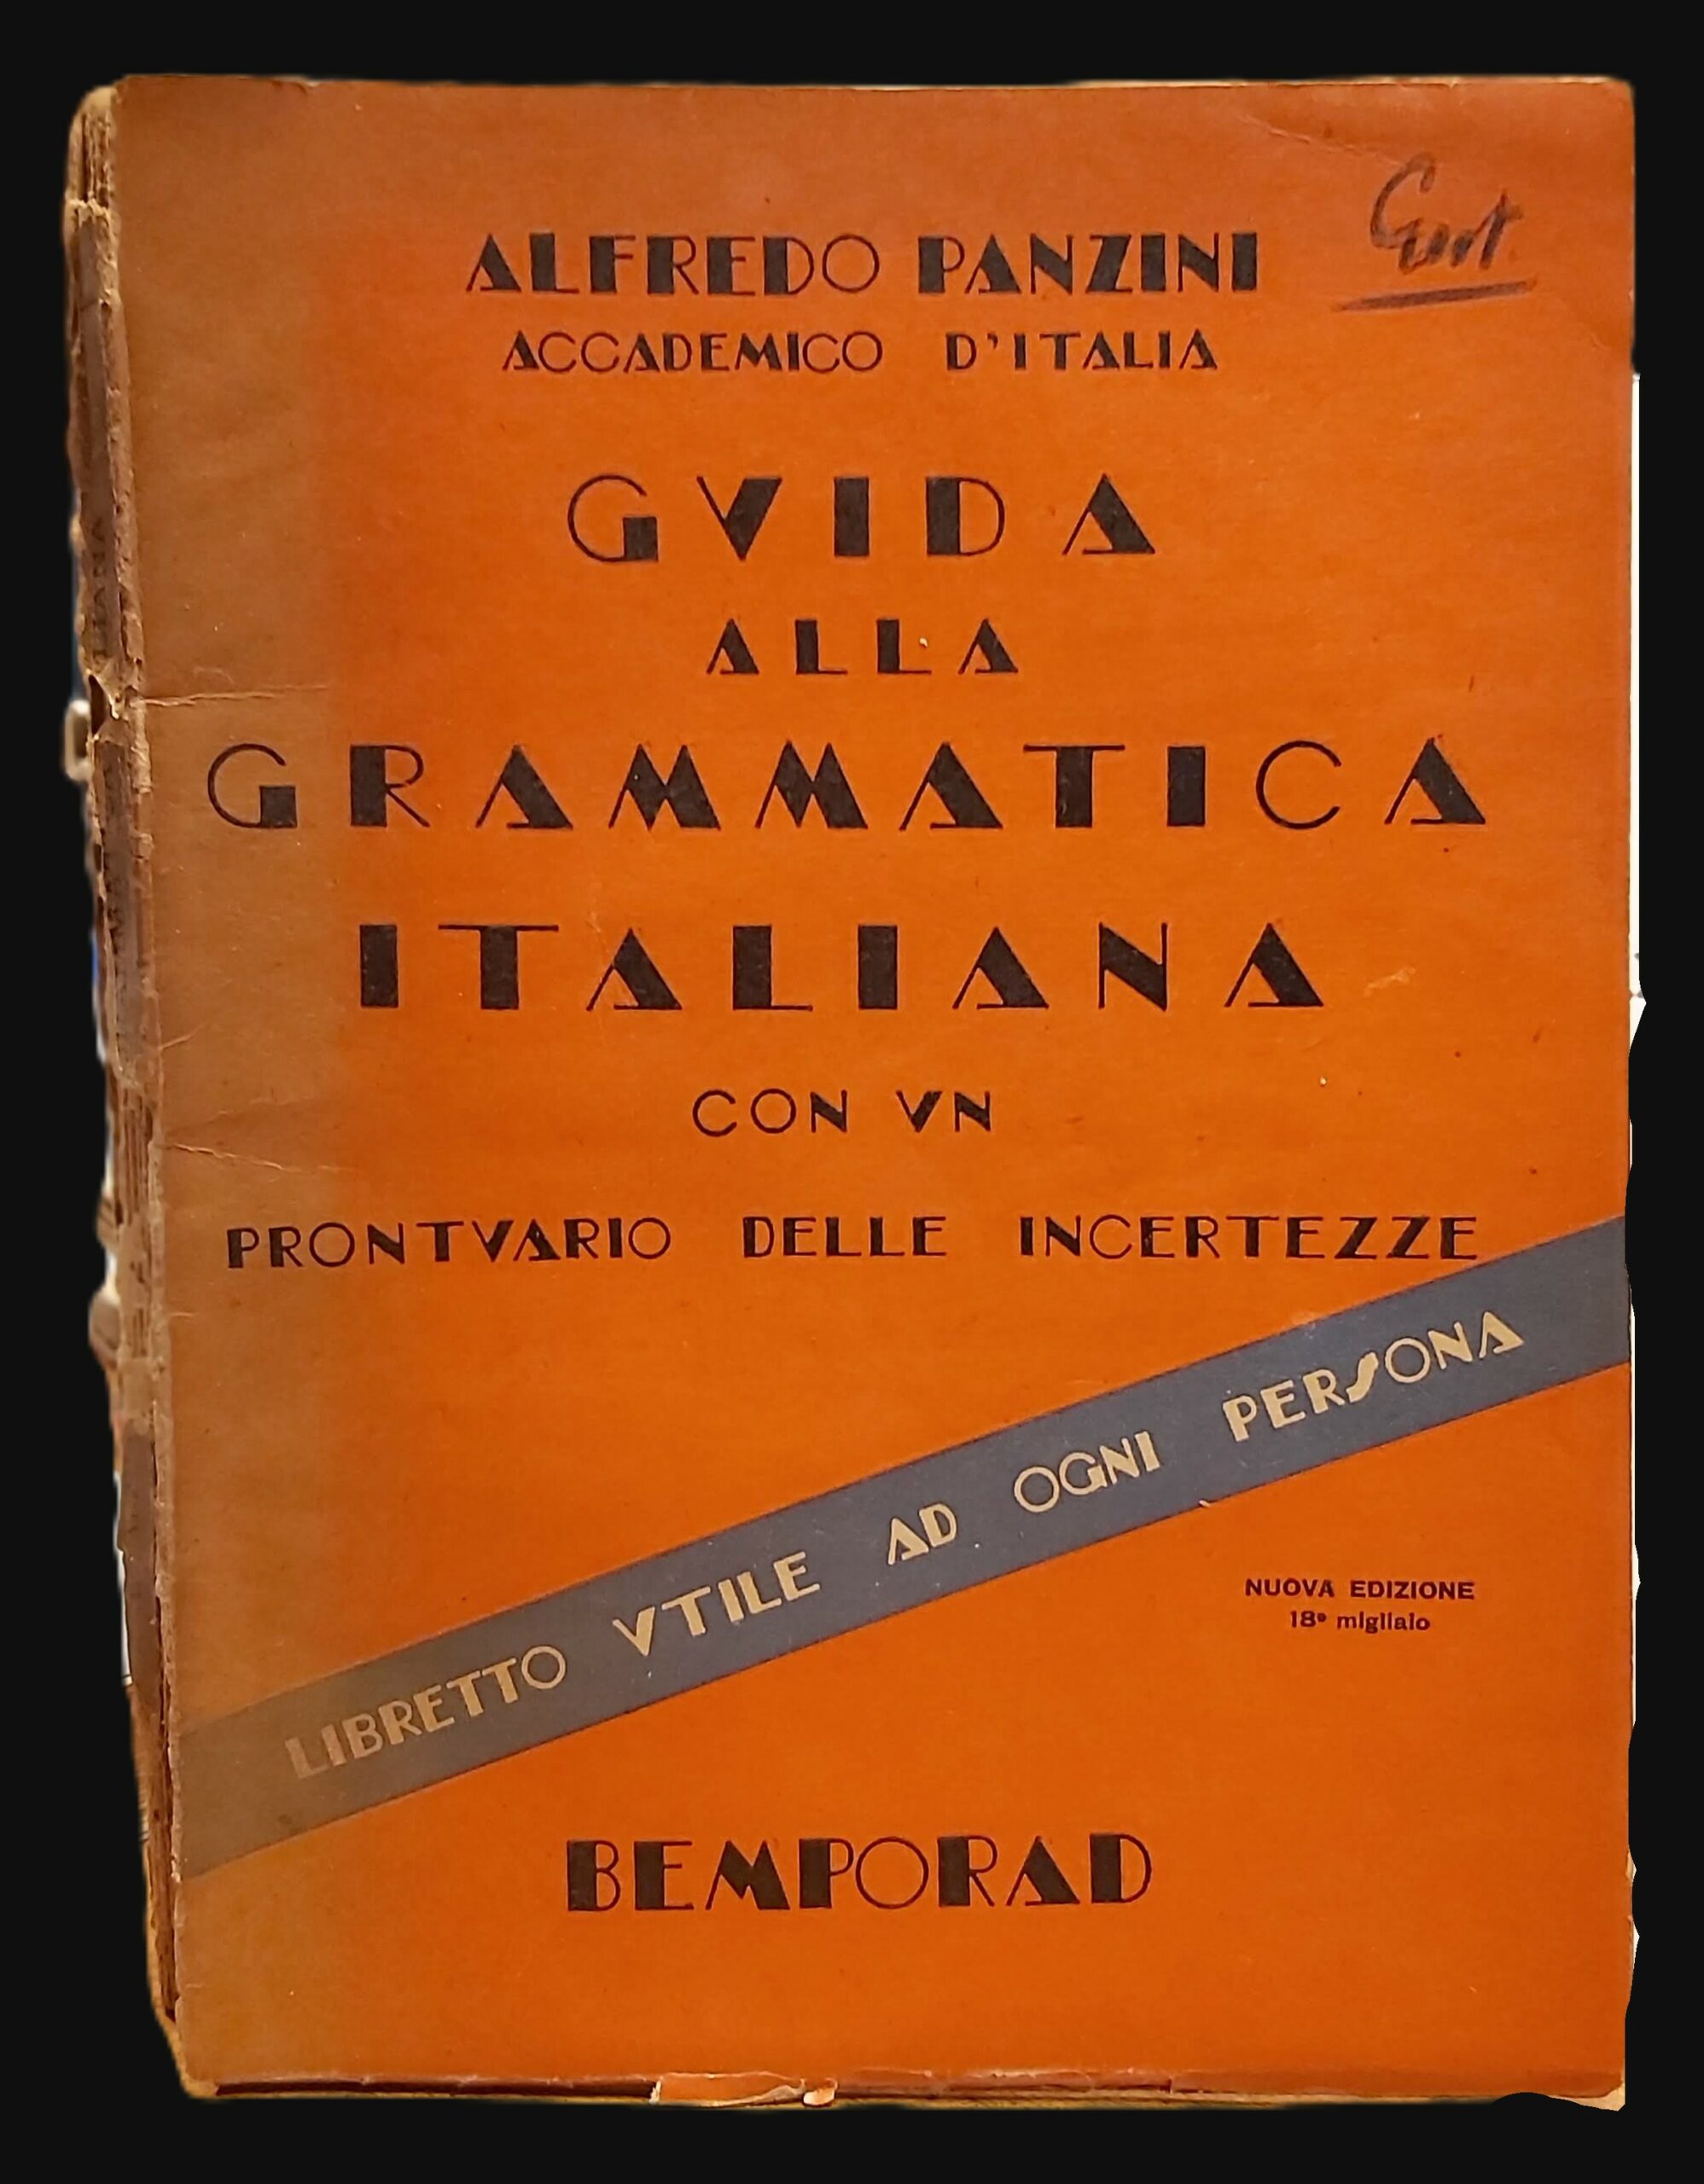 ALFREDO PANZINI
ACCADEMICO D'ITALIA
GVIDA
ALLA
GRAMMATICA
ITALIANA
CON VN
PRONTVARIO DELLE INCERTEZZE
LIBRETTO VTILE AD OGNI PERSONA
NUOVA EDIZIONE
18º migliaio
BEMPORAD